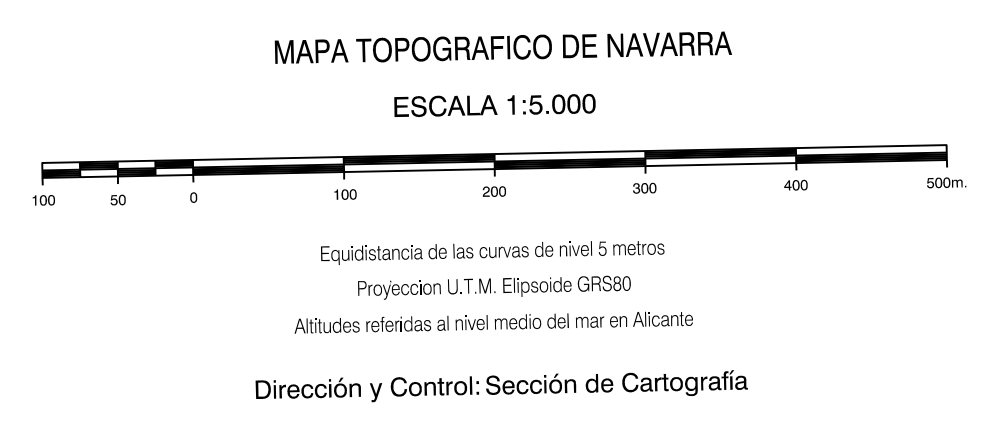 MAPA TOPOGRAFICO DE NAVARRA
ESCALA 1:5.000
100 50 0 100 200 300 400 500m.
Equidistancia de las curvas de nivel 5 metros
Proyeccion U.T.M. Elipsoide GRS80
Altitudes referidas al nivel medio del mar en Alicante
Dirección y Control: Sección de Cartografía